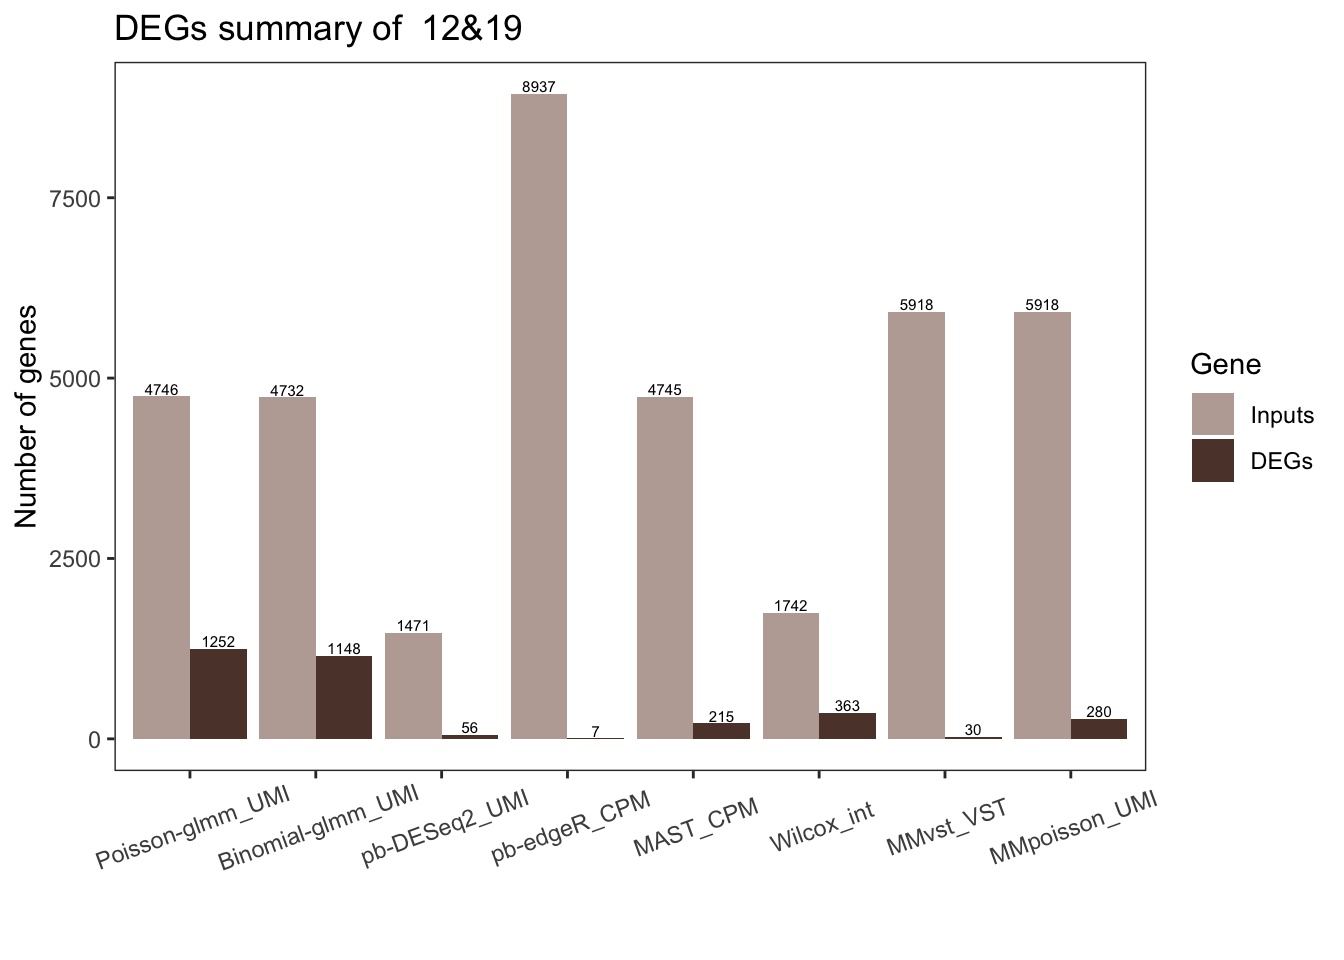 DEGs summary of  12&19
Number of genes
7500
5000
2500
0
4746
1252
4732
1148
1471
56
8937
7
4745
215
1742
363
5918
30
5918
280
Poisson-glmm_UMI
Binomial-glmm_UMI
pb-DESeq2_UMI
pb-edgeR_CPM
MAST_CPM
Wilcox_int
MMvst_VST
MMpoisson_UMI
Gene
Inputs
DEGs